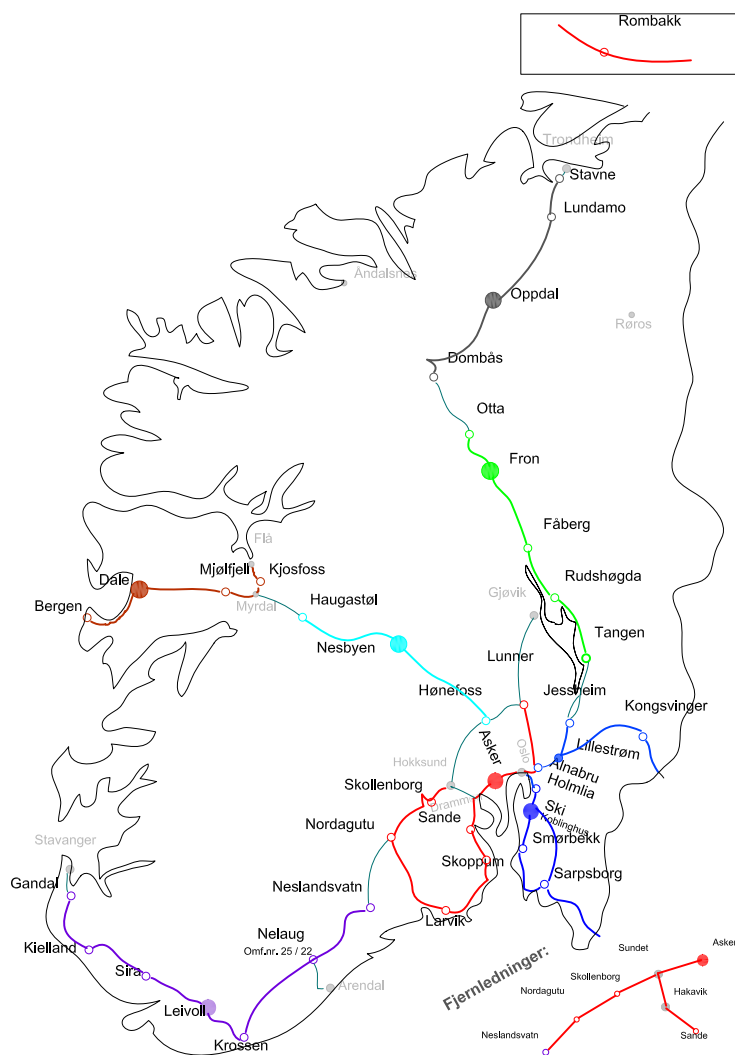 Rombakk
Trondheim
Stavne
Lundamo
Åndalsnes
Oppdal
Røros
Dombås
Otta
Fron
Fåberg
Flå
Mjølfjell
Kjosfoss
Dale
Rudshøgda
Gjøvik
Myrdal
Haugastøl
Bergen
Tangen
Nesbyen
Lunner
Hønefoss
Jessheim
Kongsvinger
Asker
Oslo
Lillestrøm
Hokksund
Alnabru
Skollenborg
Holmlia
Drammen
Sande
Ski
Koblinghus
Nordagutu
Smørbekk
Stavanger
Skoppum
Sarpsborg
Gandal
Neslandsvatn
Larvik
Nelaug
Kielland
Omf.nr. 25 / 22
Sira
Arendal
Leivoll
Krossen
Fjernledninger:
Sundet
Asker
Skollenborg
Nordagutu
Hakavik
Sande
Neslandsvatn